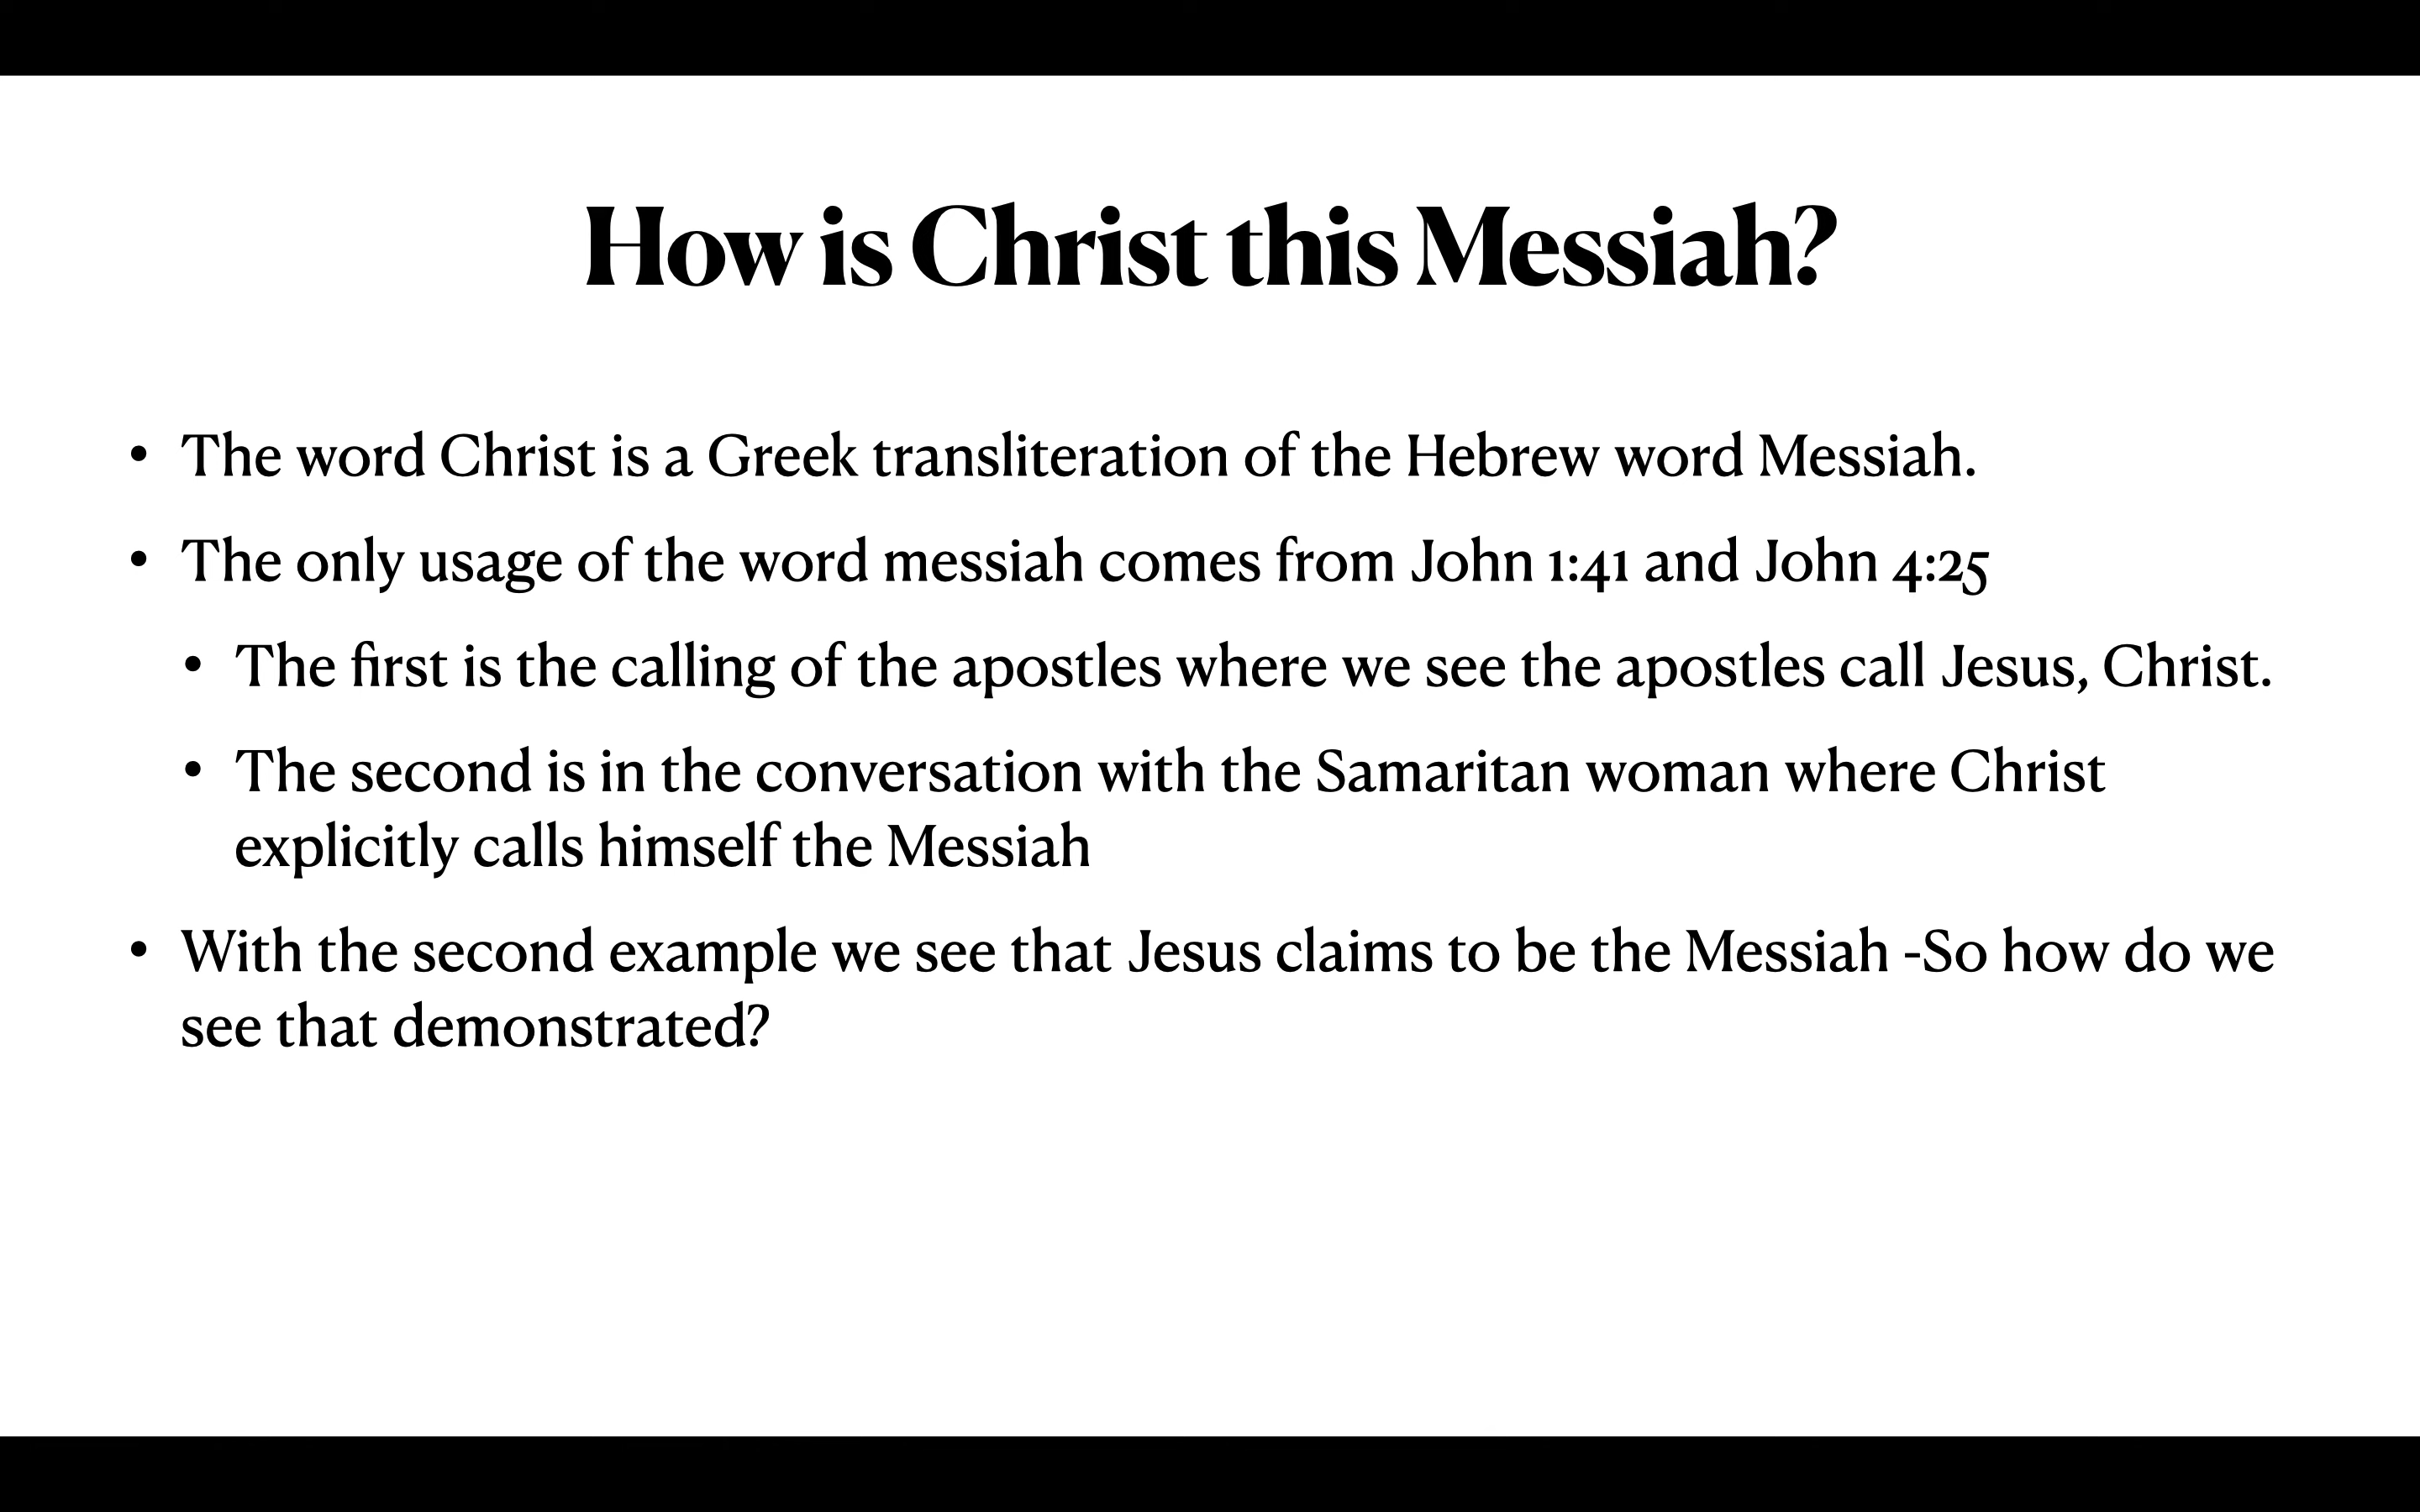 How is Christ this Messiah?
• The word Christ is a Greek transliteration of the Hebrew word Messiah.
• The only usage of the word messiah comes from John 1:41 and John 4:25
• The first is the calling of the apostles where we see the apostles call Jesus, Christ.
• The second is in the conversation with the Samaritan woman where Christ
explicitly calls himself the Messiah
• With the second example we see that Jesus claims to be the Messiah -So how do we
see that demonstrated?